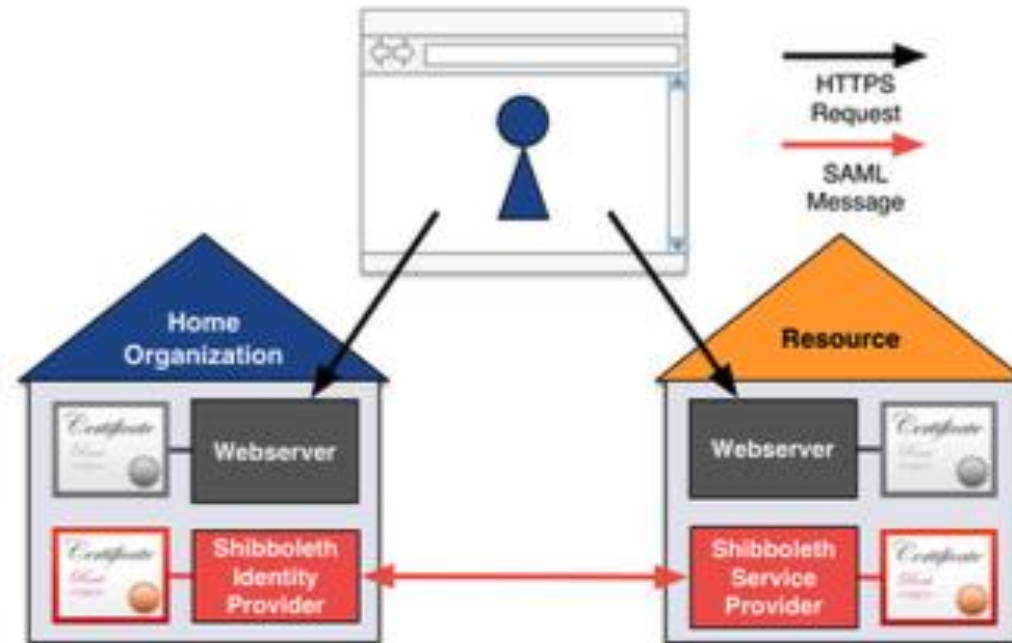 HTTPS
Request
SAML
Message
Home
Organization
Resource
Certificate
Webserver
Webserver
Certificate
Certificate
Shibboleth
Identity
Provider
Shibboleth
Service
Provider
Certificate